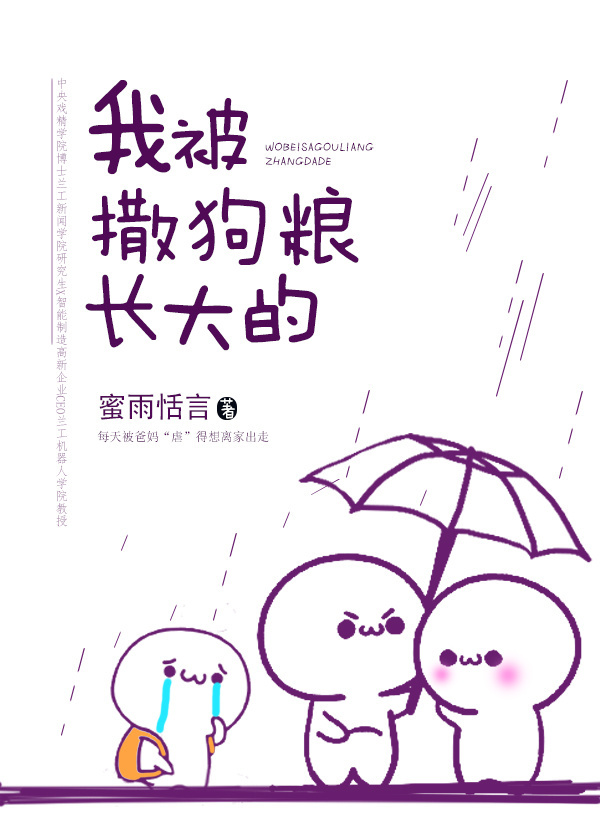 我被
WOBEISAGOULIANG
ZHANGDADE
撒狗粮
长大的
蜜雨恬言 著
每天被爸妈“虐”得想离家出走
中央戏精学院博士兰工新闻学院研究生X智能制造高新企业CEO兰工机器人学院教授